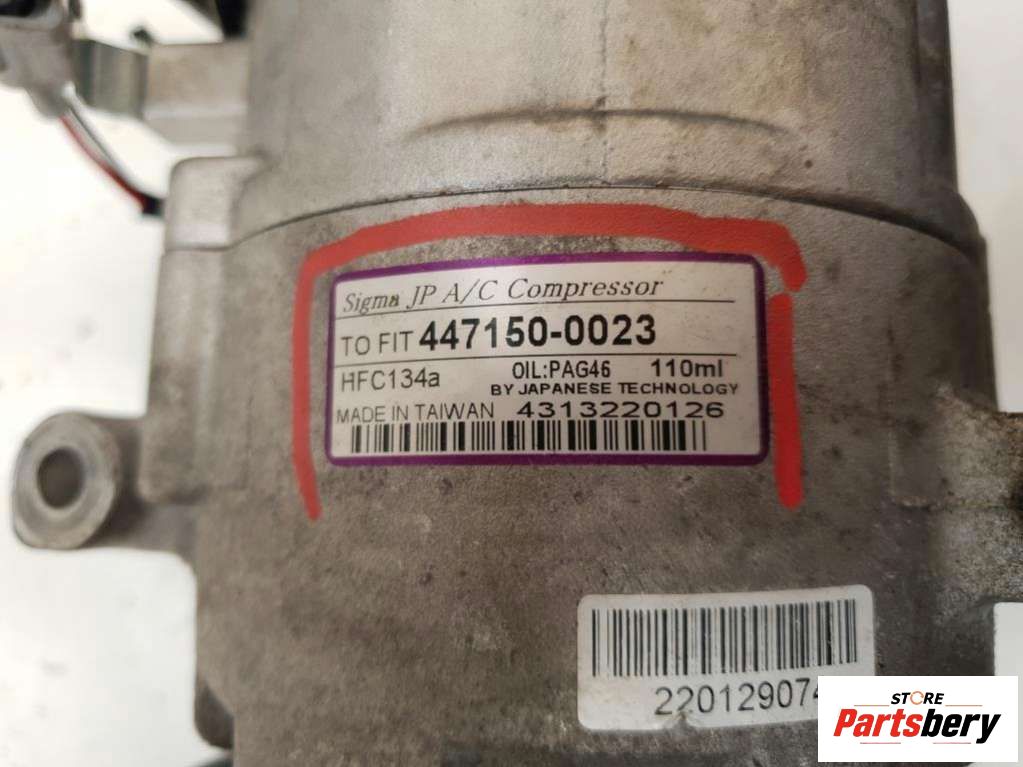 Sigma JP A/C Compressor
TO FIT 447150-0023
HFC134a OIL:PAG46 110ml
BY JAPANESE TECHNOLOGY
MADE IN TAIWAN 4313220126
STORE
Partsbery